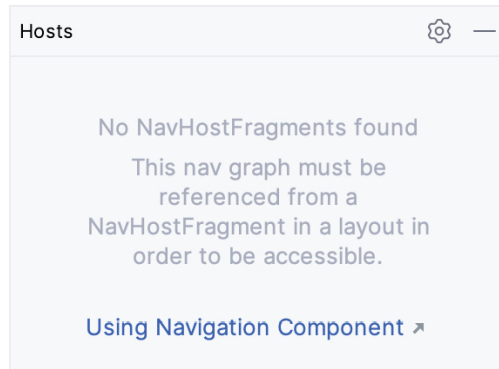 Hosts
No NavHostFragments found
This nav graph must be
referenced from a
NavHostFragment in a layout in
order to be accessible.
Using Navigation Component